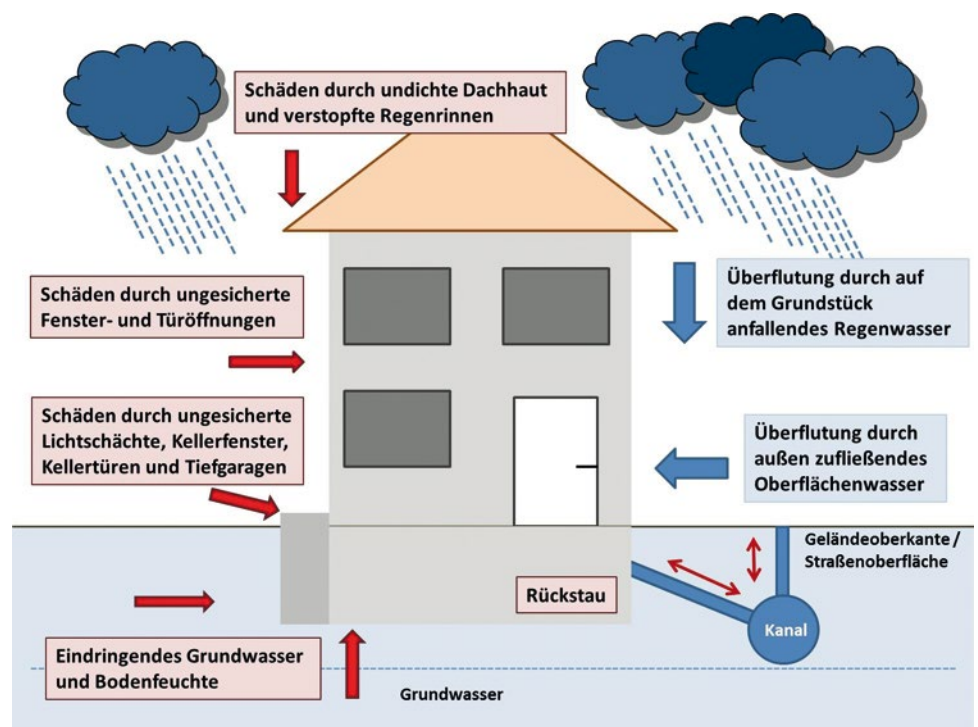 Schäden durch undichte Dachhaut
und verstopfte Regenrinnen
Schäden durch ungesicherte
Fenster- und Türöffnungen
Überflutung durch auf
dem Grundstück
anfallendes Regenwasser
Schäden durch ungesicherte
Lichtschächte, Kellerfenster,
Kellertüren und Tiefgaragen
Überflutung durch
außen zufließendes
Oberflächenwasser
Geländeoberkante /
Straßenoberfläche
Rückstau
Kanal
Eindringendes Grundwasser
und Bodenfeuchte
Grundwasser